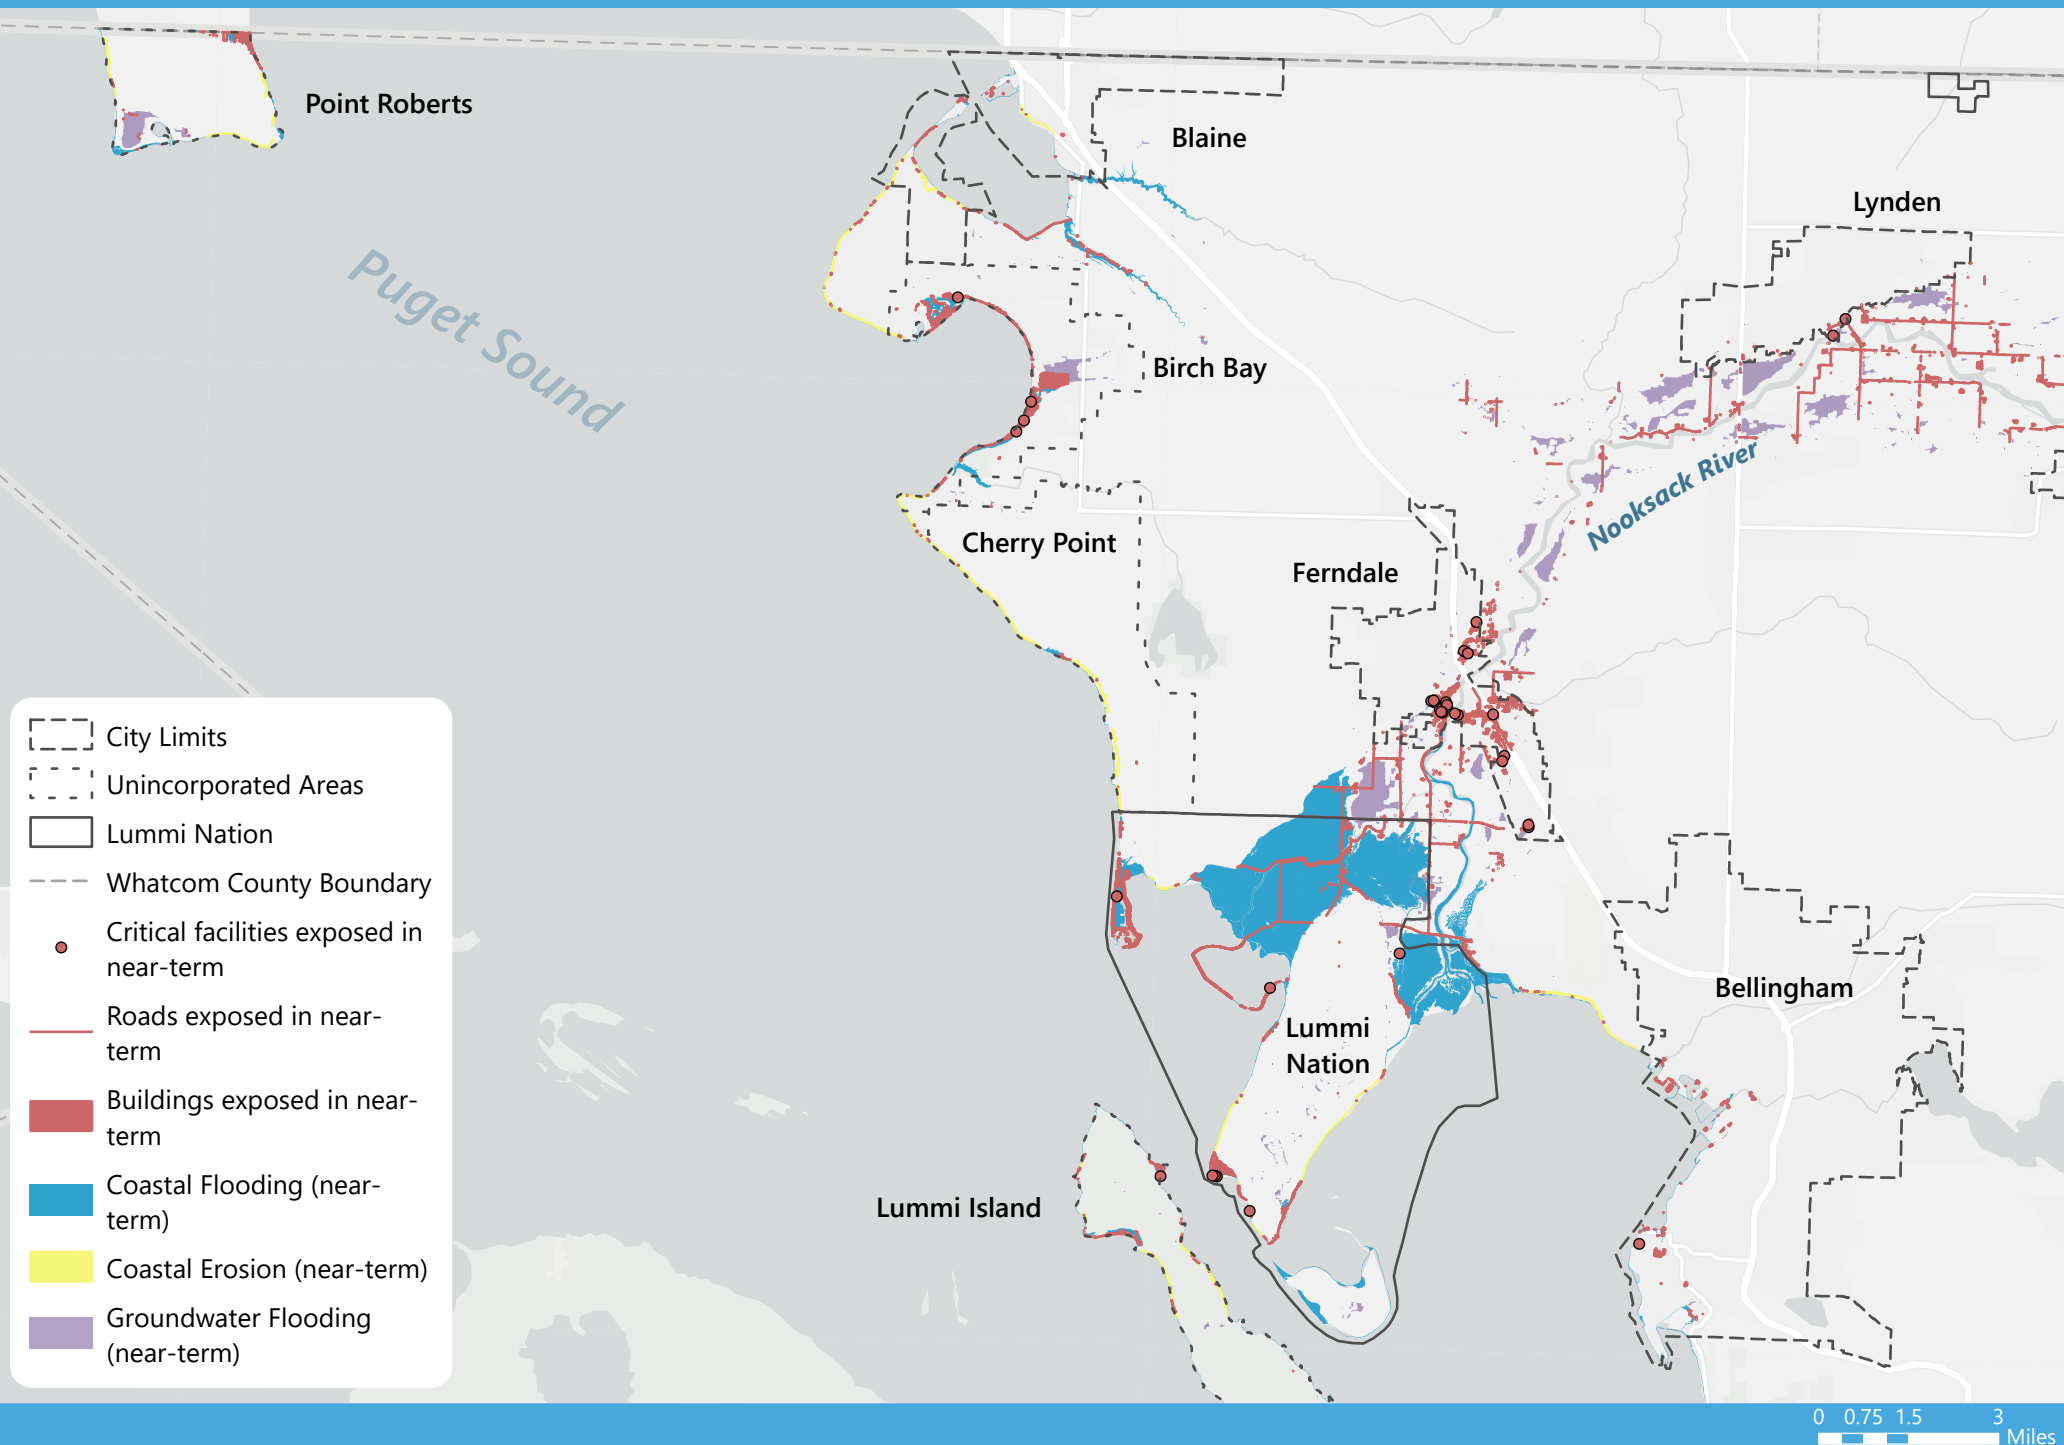 Point Roberts
Blaine
Lynden
Puget Sound
Birch Bay
Nooksack River
Cherry Point
Ferndale
City Limits
Unincorporated Areas
Lummi Nation
Whatcom County Boundary
Critical facilities exposed in
near-term
Roads exposed in near-
term
Buildings exposed in near-
term
Coastal Flooding (near-
term)
Coastal Erosion (near-term)
Groundwater Flooding
(near-term)
Bellingham
Lummi
Nation
Lummi Island
0 0.75 1.5 3
Miles